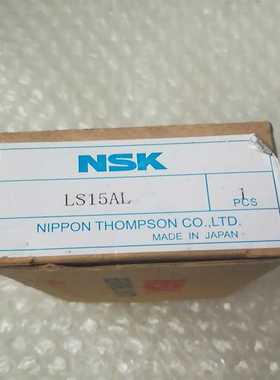 NSK
LS15AL
1
PCS
NIPPON THOMPSON CO.,LTD.
MADE IN JAPAN